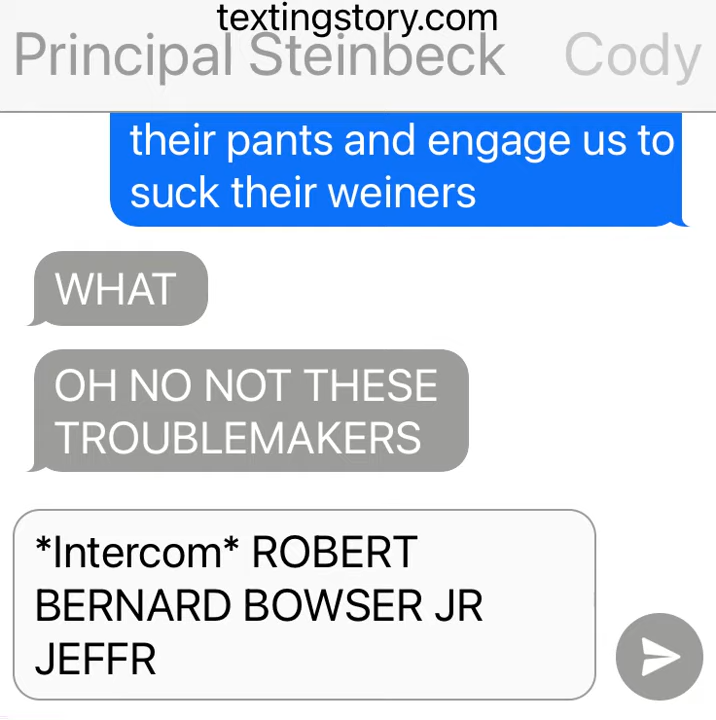 textingstory.com
Principal Steinbeck Cody
their pants and engage us to
suck their weiners
WHAT
OH NO NOT THESE
TROUBLEMAKERS
*Intercom* ROBERT
BERNARD BOWSER JR
JEFFR